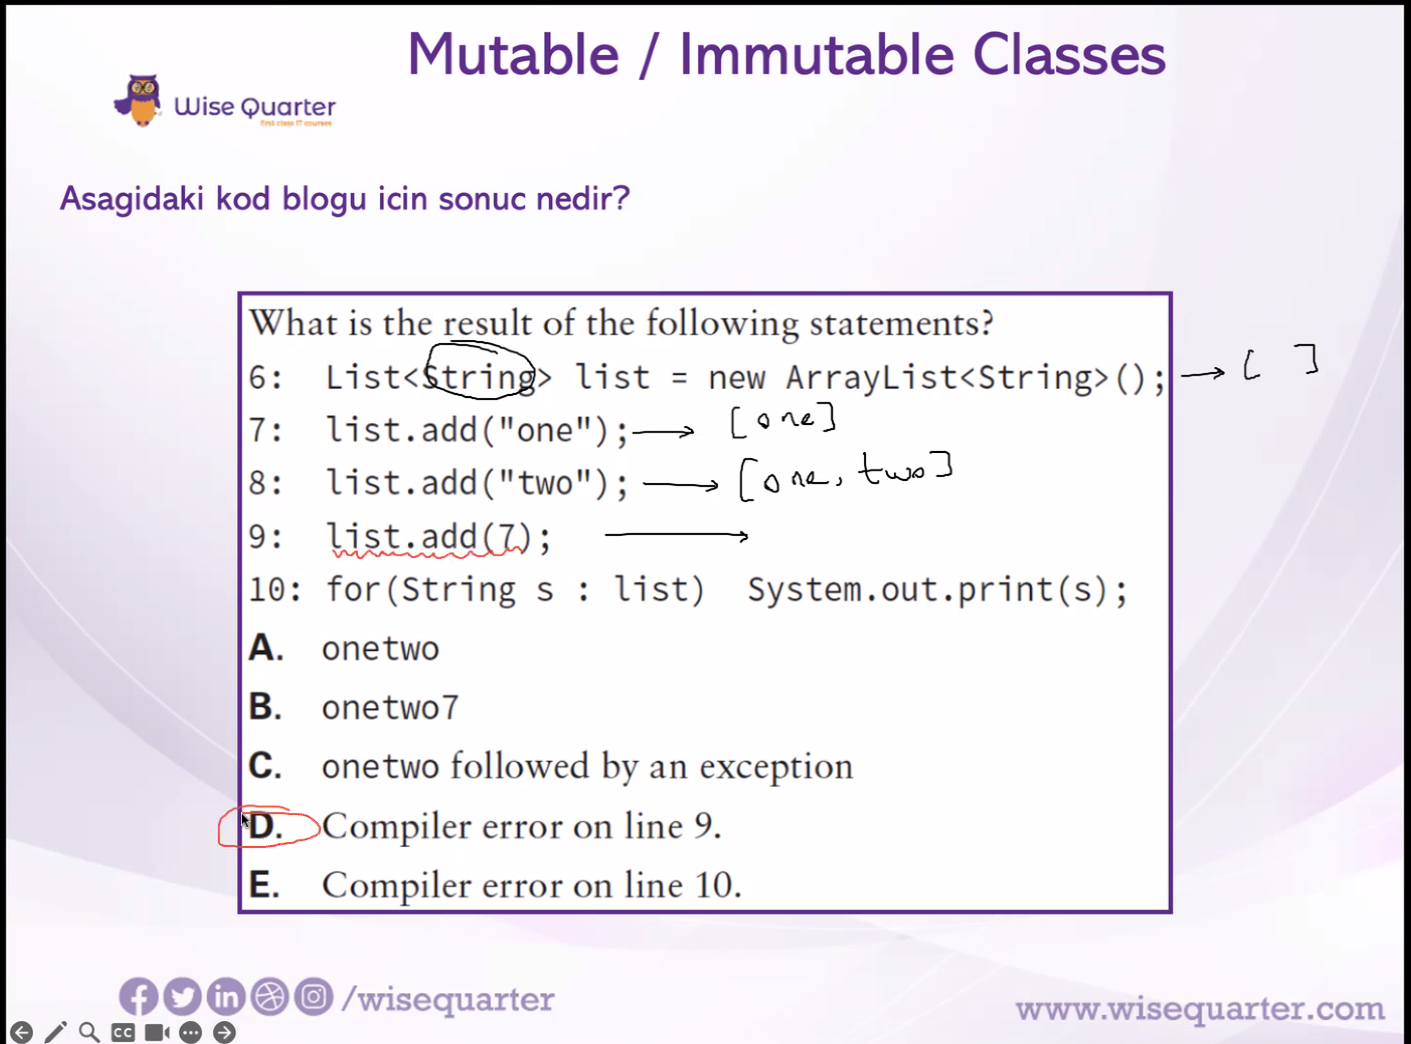 Mutable / Immutable Classes
Wise Quarter
First class IT courses
Asagidaki kod blogu icin sonuc nedir?
What is the result of the following statements?
6: List<String> list = new ArrayList<String>(); [ ]
7: list.add("one"); [one]
8: list.add("two"); [one, two]
9: list.add(7);
10: for(String s : list) System.out.print(s);
A. onetwo
B. onetwo7
C. onetwo followed by an exception
D. Compiler error on line 9.
E. Compiler error on line 10.
/wisequarter
www.wisequarter.com
CC